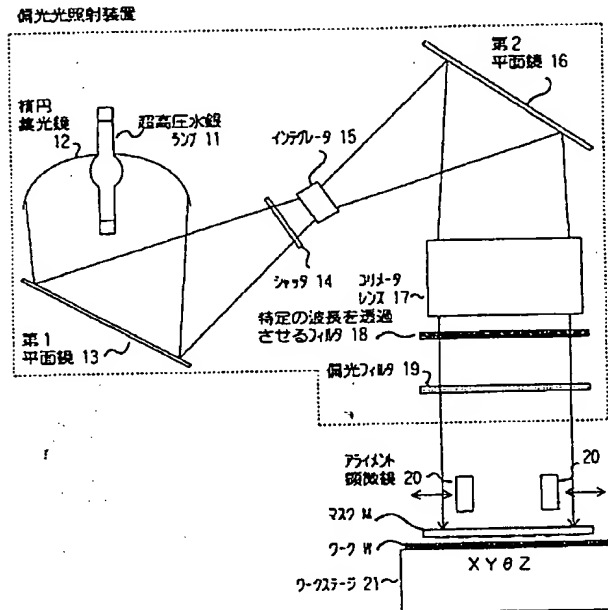 偏光光照射装置
第2
平面鏡 16
楕円
集光鏡
12
超高圧水銀
ランプ 11
インテグレータ
15
シャッタ 14
コリメータ
レンズ 17
特定の波長を透過
させるフィルタ 18
第1
平面鏡 13
偏光フィルタ 19
アライメント
顕微鏡 20
20
マスク M
ワーク W
XYθZ
ワークステージ 21